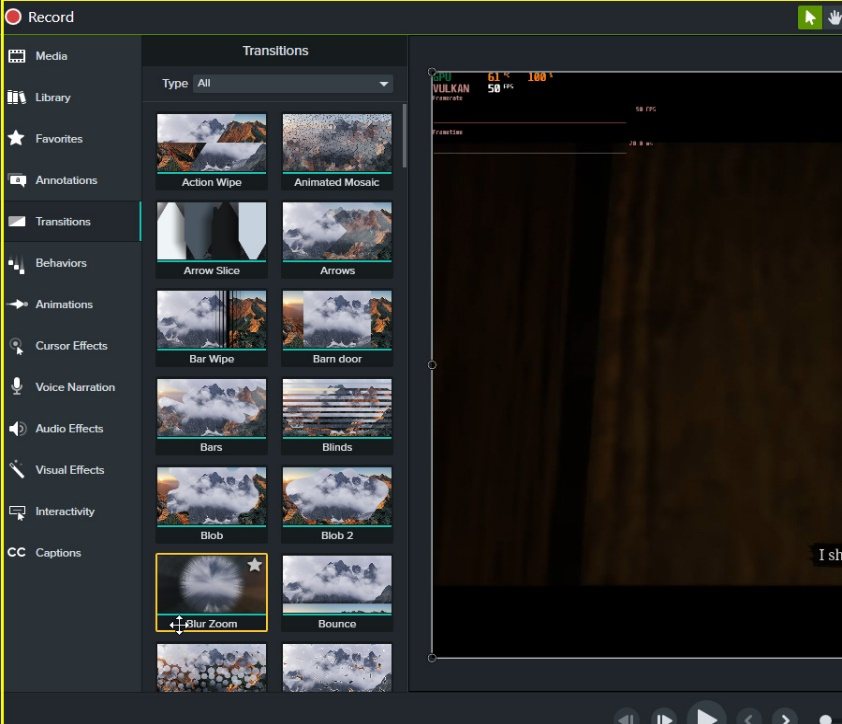 Record
Media
Library
Favorites
Annotations
Transitions
Behaviors
Animations
Cursor Effects
Voice Narration
Audio Effects
Visual Effects
Interactivity
CC Captions
Transitions
Type All
Action Wipe
Animated Mosaic
Arrow Slice
Arrows
Bar Wipe
Barn door
Bars
Blinds
Blob
Blob 2
Blur Zoom
Bounce
GPU 61 °C 100 %
VULKAN 50 FPS
Framerate
50 FPS
Frametime
20.0 ms
I sh